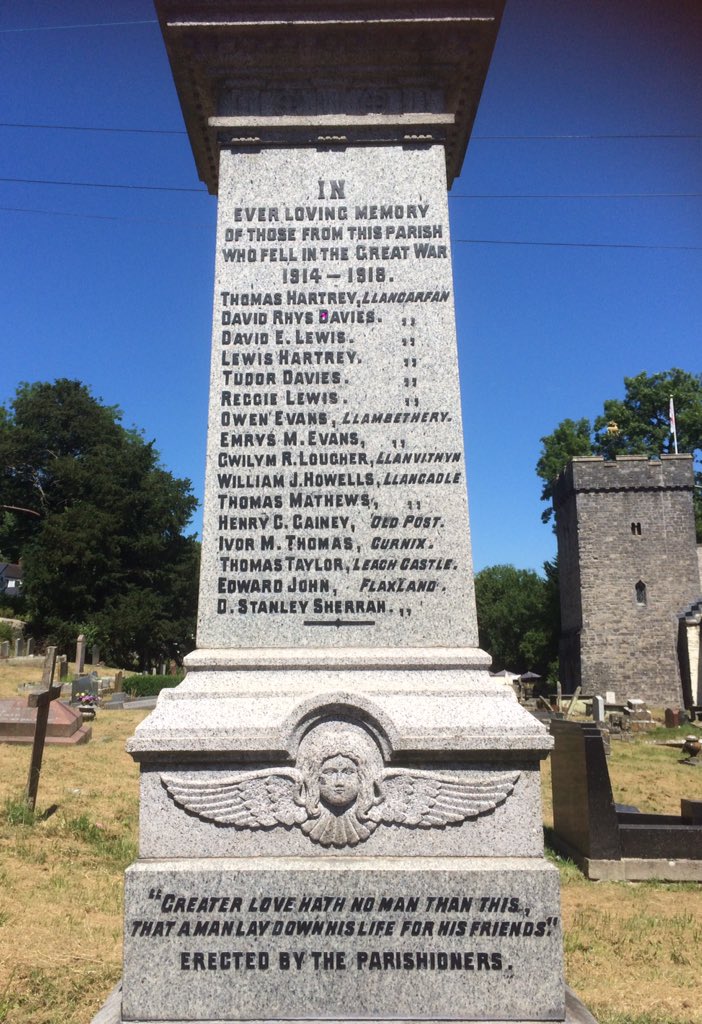 IN
EVER LOVING MEMORY
OF THOSE FROM THIS PARISH
WHO FELL IN THE GREAT WAR
1914 – 1918.
THOMAS HARTREY, LLANCARFAN
DAVID RHYS DAVIES. ,,
DAVID E. LEWIS. ,,
LEWIS HARTREY. ,,
TUDOR DAVIES. ,,
REGGIE LEWIS. ,,
OWEN EVANS, LLAMBETHERY.
EMRYS M. EVANS, ,,
GWILYM R. LOUGHER, LLANVITHYN
WILLIAM J. HOWELLS, LLANCADLE
THOMAS MATHEWS, ,,
HENRY C. GAINEY, OLD POST.
IVOR M. THOMAS, CURNIX.
THOMAS TAYLOR, LEACH CASTLE.
EDWARD JOHN, FLAXLAND.
D. STANLEY SHERRAH. ,,
"GREATER LOVE HATH NO MAN THAN THIS,
THAT A MAN LAY DOWN HIS LIFE FOR HIS FRIENDS."
ERECTED BY THE PARISHIONERS.